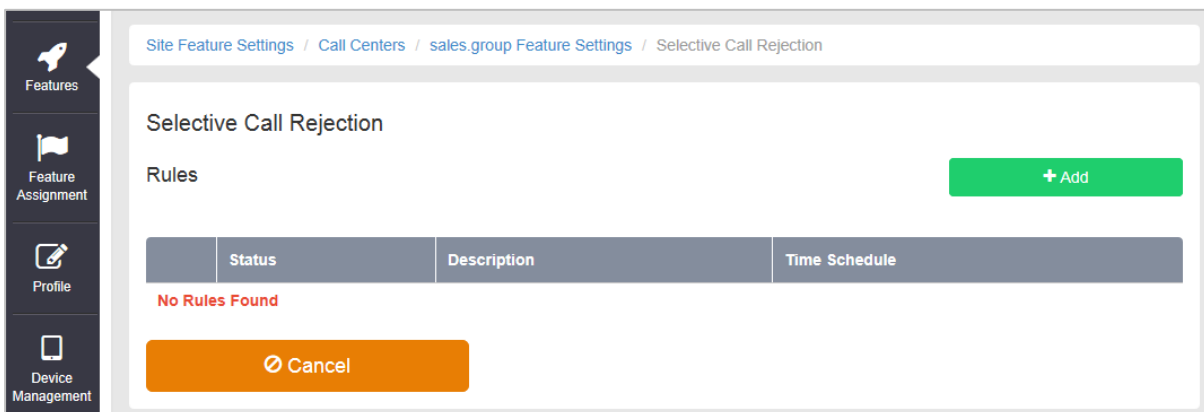 Features
Feature
Assignment
Profile
Device
Management
Site Feature Settings / Call Centers / sales.group Feature Settings / Selective Call Rejection
Selective Call Rejection
Rules
+ Add
Status Description Time Schedule
No Rules Found
Cancel